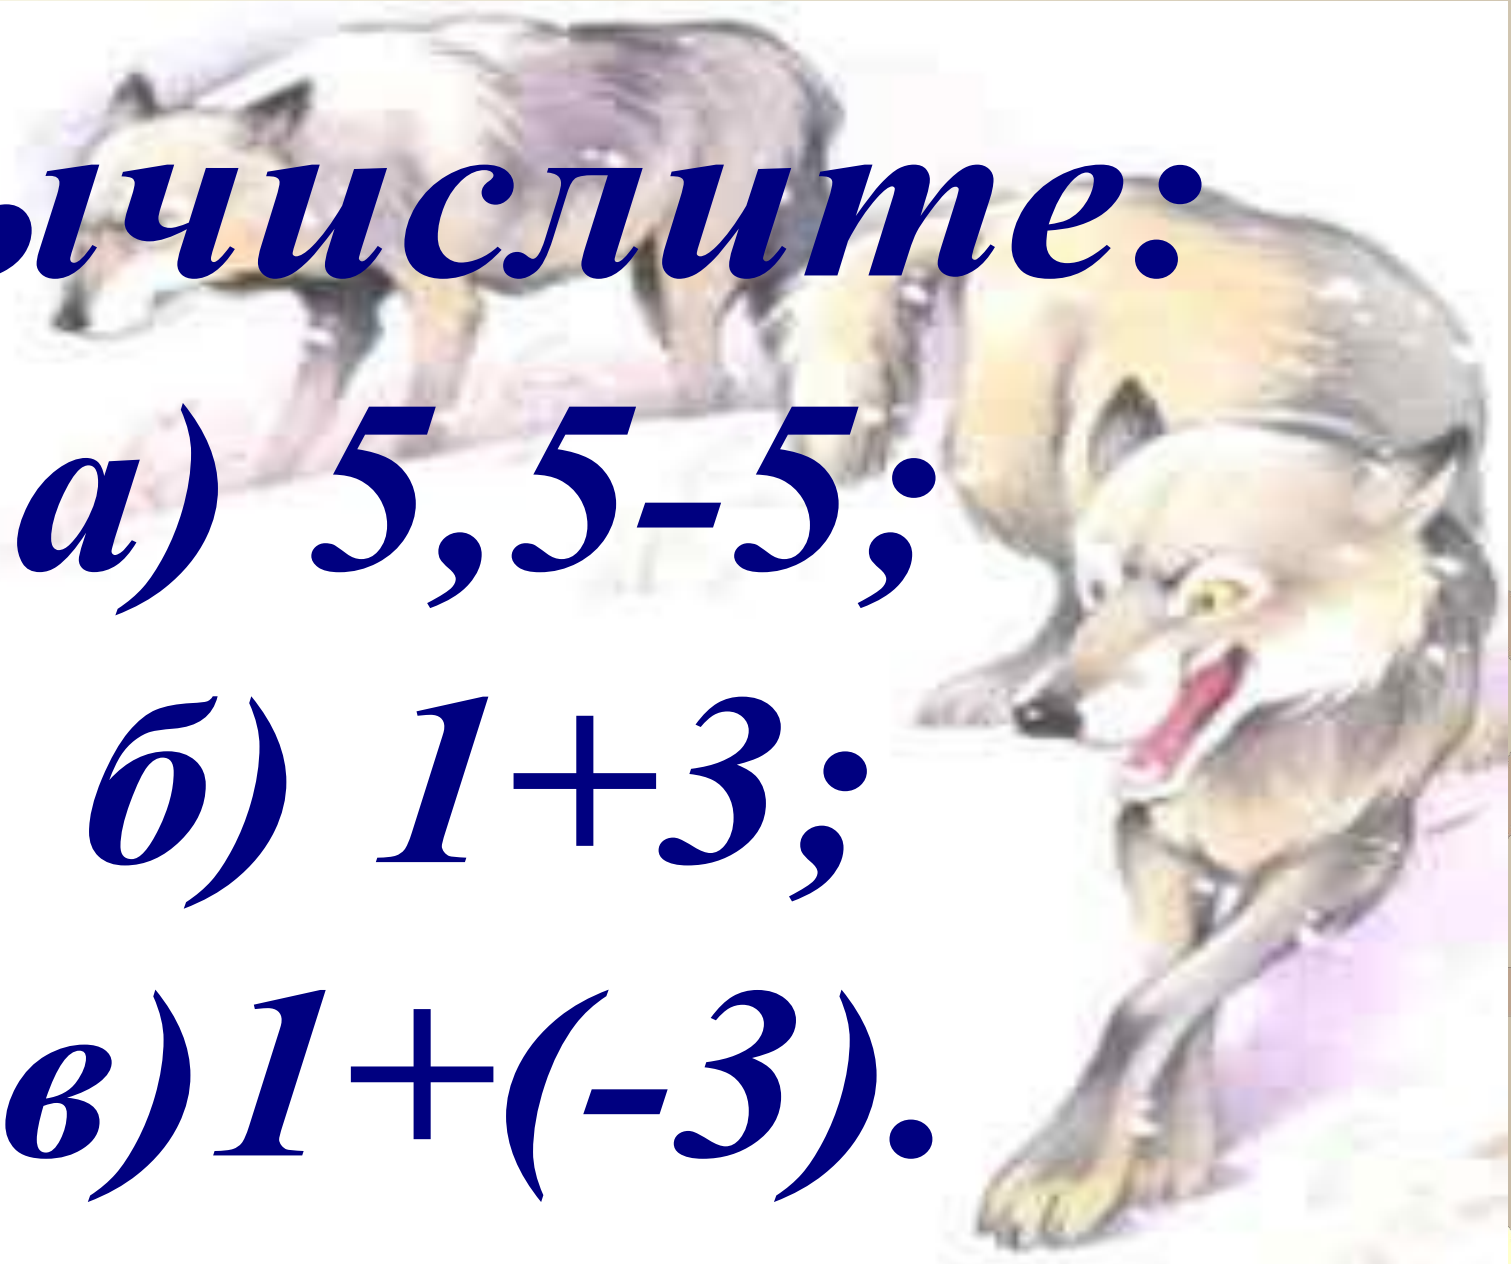 ычислите:
а) 5,5-5;
б) 1+3;
в)1+(-3).